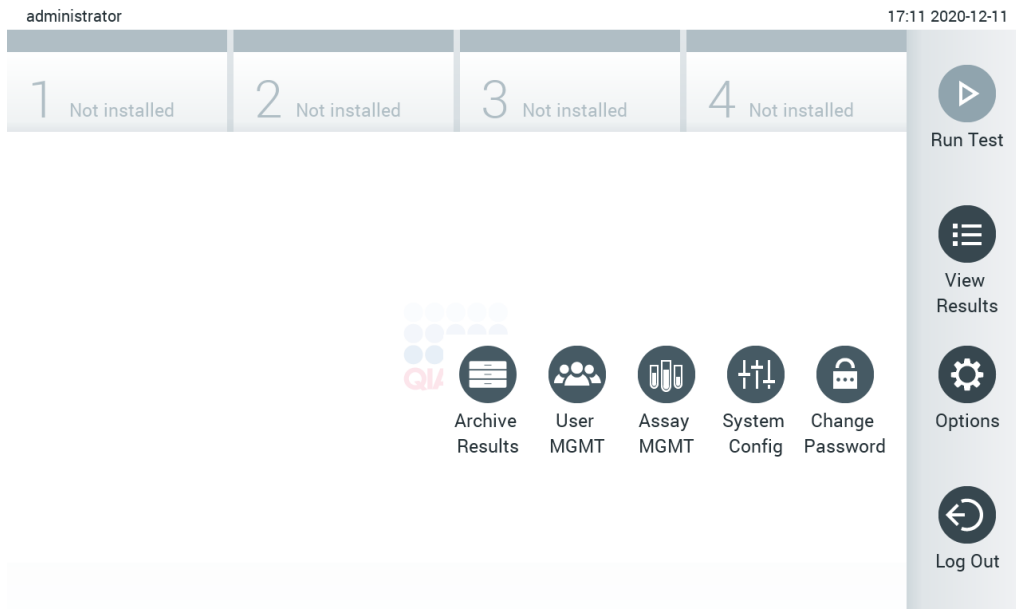 administrator 17:11 2020-12-11
1 Not installed 2 Not installed 3 Not installed 4 Not installed
Run Test
View
Results
QIA
Archive User Assay System Change Options
Results MGMT MGMT Config Password
Log Out